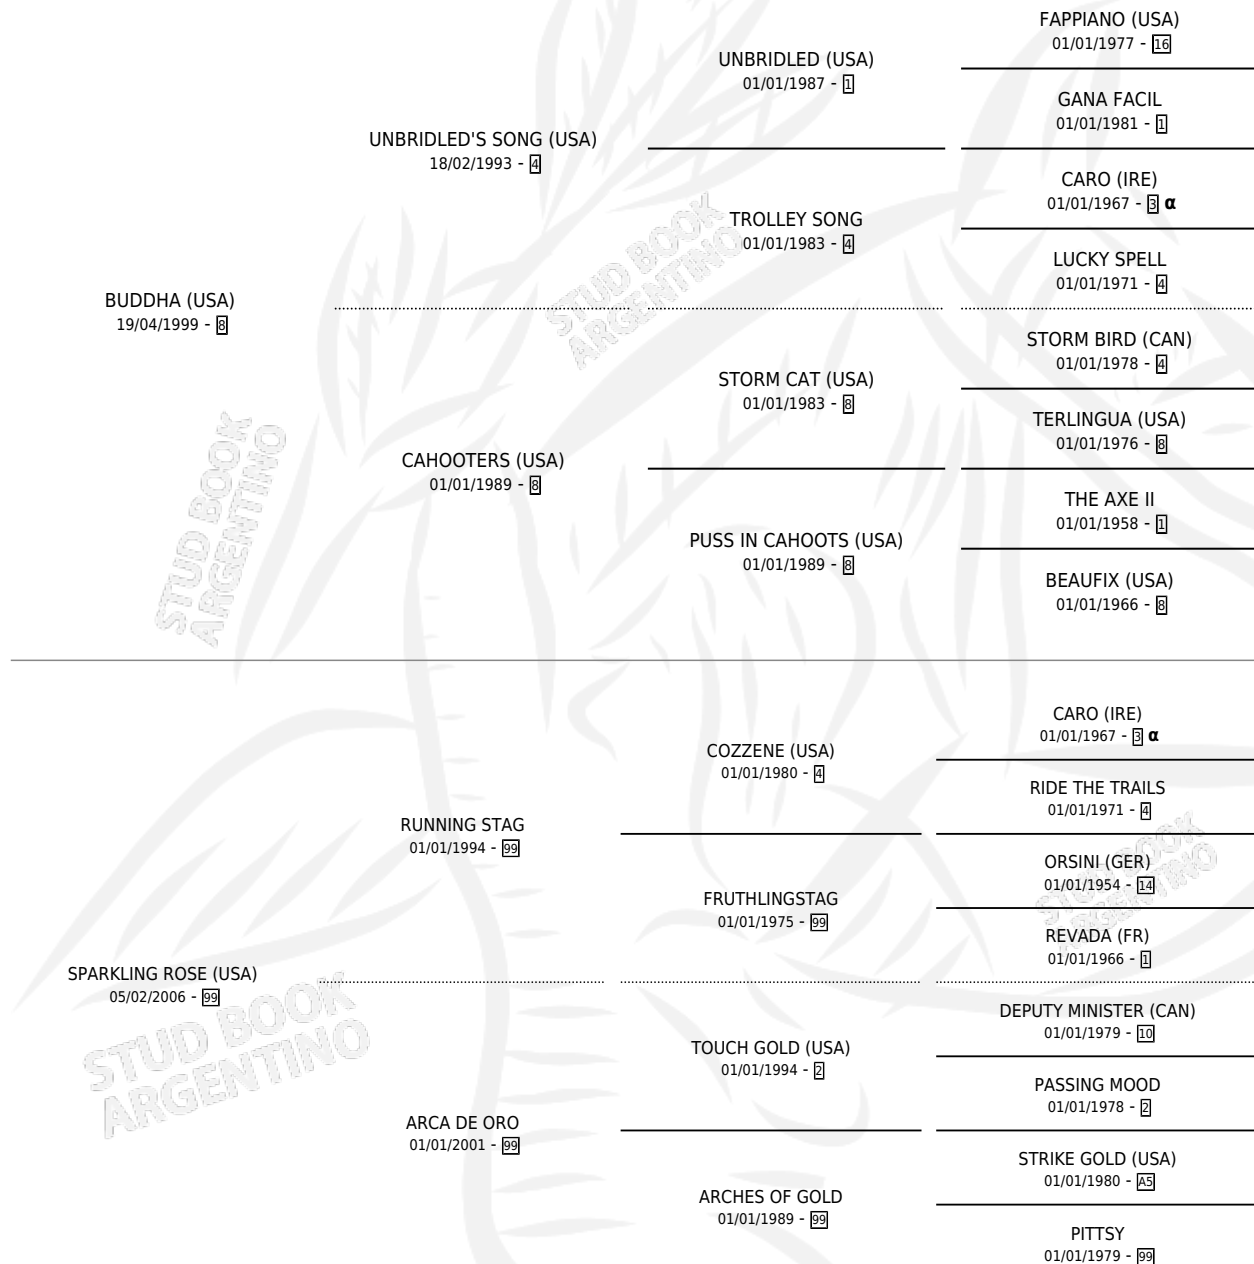 FAPPIANO (USA)
01/01/1977 - 16
UNBRIDLED (USA)
01/01/1987 - 1
GANA FACIL
01/01/1981 - 1
UNBRIDLED'S SONG (USA)
18/02/1993 - 4
CARO (IRE)
01/01/1967 - 3 α
TROLLEY SONG
01/01/1983 - 4
LUCKY SPELL
01/01/1971 - 4
BUDDHA (USA)
19/04/1999 - 8
STORM BIRD (CAN)
01/01/1978 - 4
STORM CAT (USA)
01/01/1983 - 8
TERLINGUA (USA)
01/01/1976 - 8
CAHOOTERS (USA)
01/01/1989 - 8
THE AXE II
01/01/1958 - 1
PUSS IN CAHOOTS (USA)
01/01/1989 - 8
BEAUFIX (USA)
01/01/1966 - 8
CARO (IRE)
01/01/1967 - 3 α
COZZENE (USA)
01/01/1980 - 4
RIDE THE TRAILS
01/01/1971 - 4
RUNNING STAG
01/01/1994 - 99
ORSINI (GER)
01/01/1954 - 14
FRUTHLINGSTAG
01/01/1975 - 99
REVADA (FR)
01/01/1966 - 1
SPARKLING ROSE (USA)
05/02/2006 - 99
DEPUTY MINISTER (CAN)
01/01/1979 - 10
TOUCH GOLD (USA)
01/01/1994 - 2
PASSING MOOD
01/01/1978 - 2
ARCA DE ORO
01/01/2001 - 99
STRIKE GOLD (USA)
01/01/1980 - A5
ARCHES OF GOLD
01/01/1989 - 99
PITTSY
01/01/1979 - 99
STUD BOOK
ARGENTINO
STUD BOOK
ARGENTINO
STUD BOOK
ARGENTINO
STUD BOOK
ARGENTINO